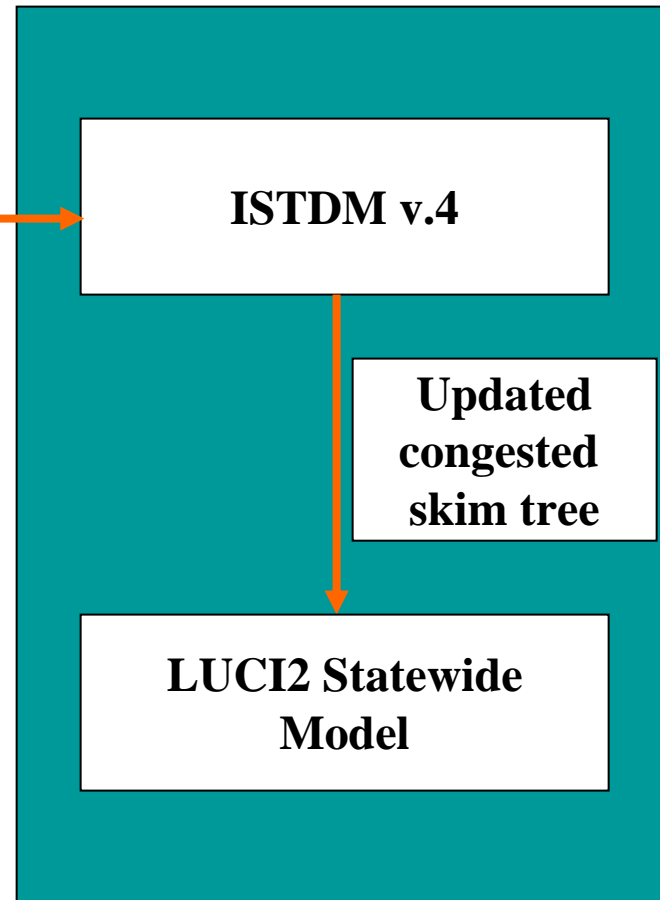 ISTDM v.4
Updated
congested
skim tree
LUCI2 Statewide
Model